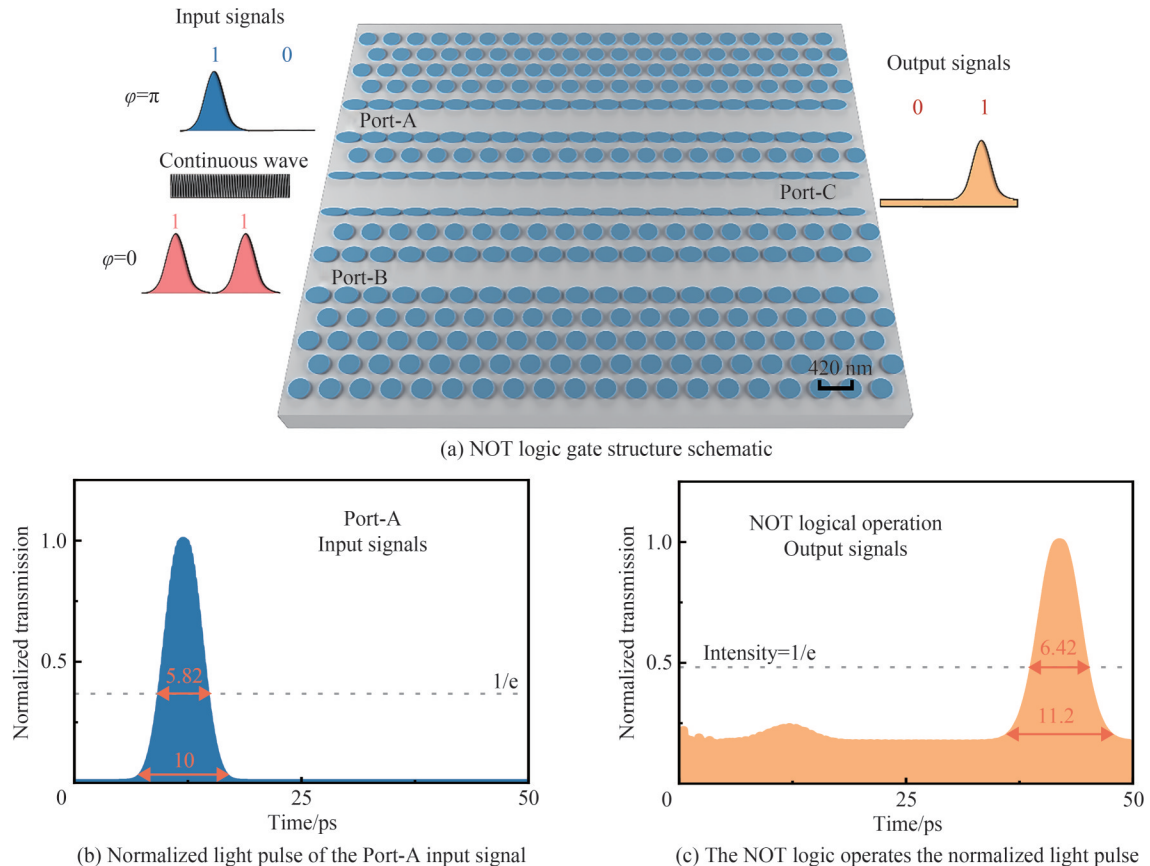 Input signals
1 0
φ=π
Continuous wave
1 1
φ=0
Port-A
Port-C
Port-B
420 nm
Output signals
0 1
(a) NOT logic gate structure schematic
Normalized transmission
1.0
0.5
0
Port-A
Input signals
5.82
1/e
10
0 25 50
Time/ps
(b) Normalized light pulse of the Port-A input signal
Normalized transmission
1.0
0.5
0
NOT logical operation
Output signals
Intensity=1/e
6.42
11.2
0 25 50
Time/ps
(c) The NOT logic operates the normalized light pulse